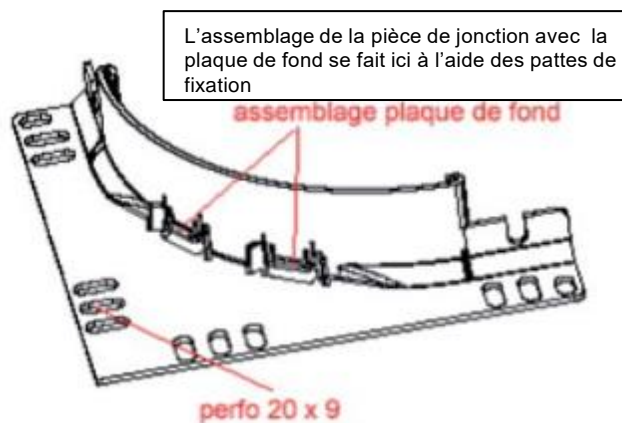 L’assemblage de la pièce de jonction avec la
plaque de fond se fait ici à l’aide des pattes de
fixation
assemblage plaque de fond
perfo 20 x 9